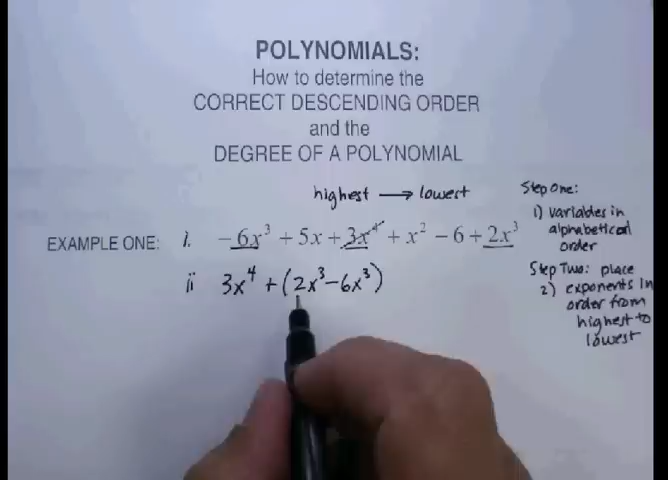 POLYNOMIALS:
How to determine the
CORRECT DESCENDING ORDER
and the
DEGREE OF A POLYNOMIAL
highest → lowest
EXAMPLE ONE: i. −6x³ + 5x + 3x⁴ + x² − 6 + 2x³
ii 3x⁴ + (2x³ − 6x³)
Step One:
1) variables in
alphabetical
order
Step Two: place
2) exponents in
order from
highest to
lowest